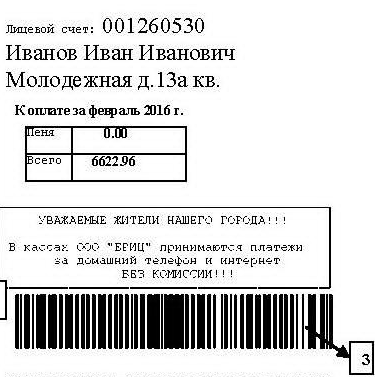 Лицевой счет: 001260530
Иванов Иван Иванович
Молодежная д.13а кв.
К оплате за февраль 2016 г.
Пеня 0.00
Всего 6622.96
УВАЖАЕМЫЕ ЖИТЕЛИ НАШЕГО ГОРОДА!!!
В кассах ООО "БРИЦ" принимаются платежи
за домашний телефон и интернет
БЕЗ КОМИССИИ!!!
3